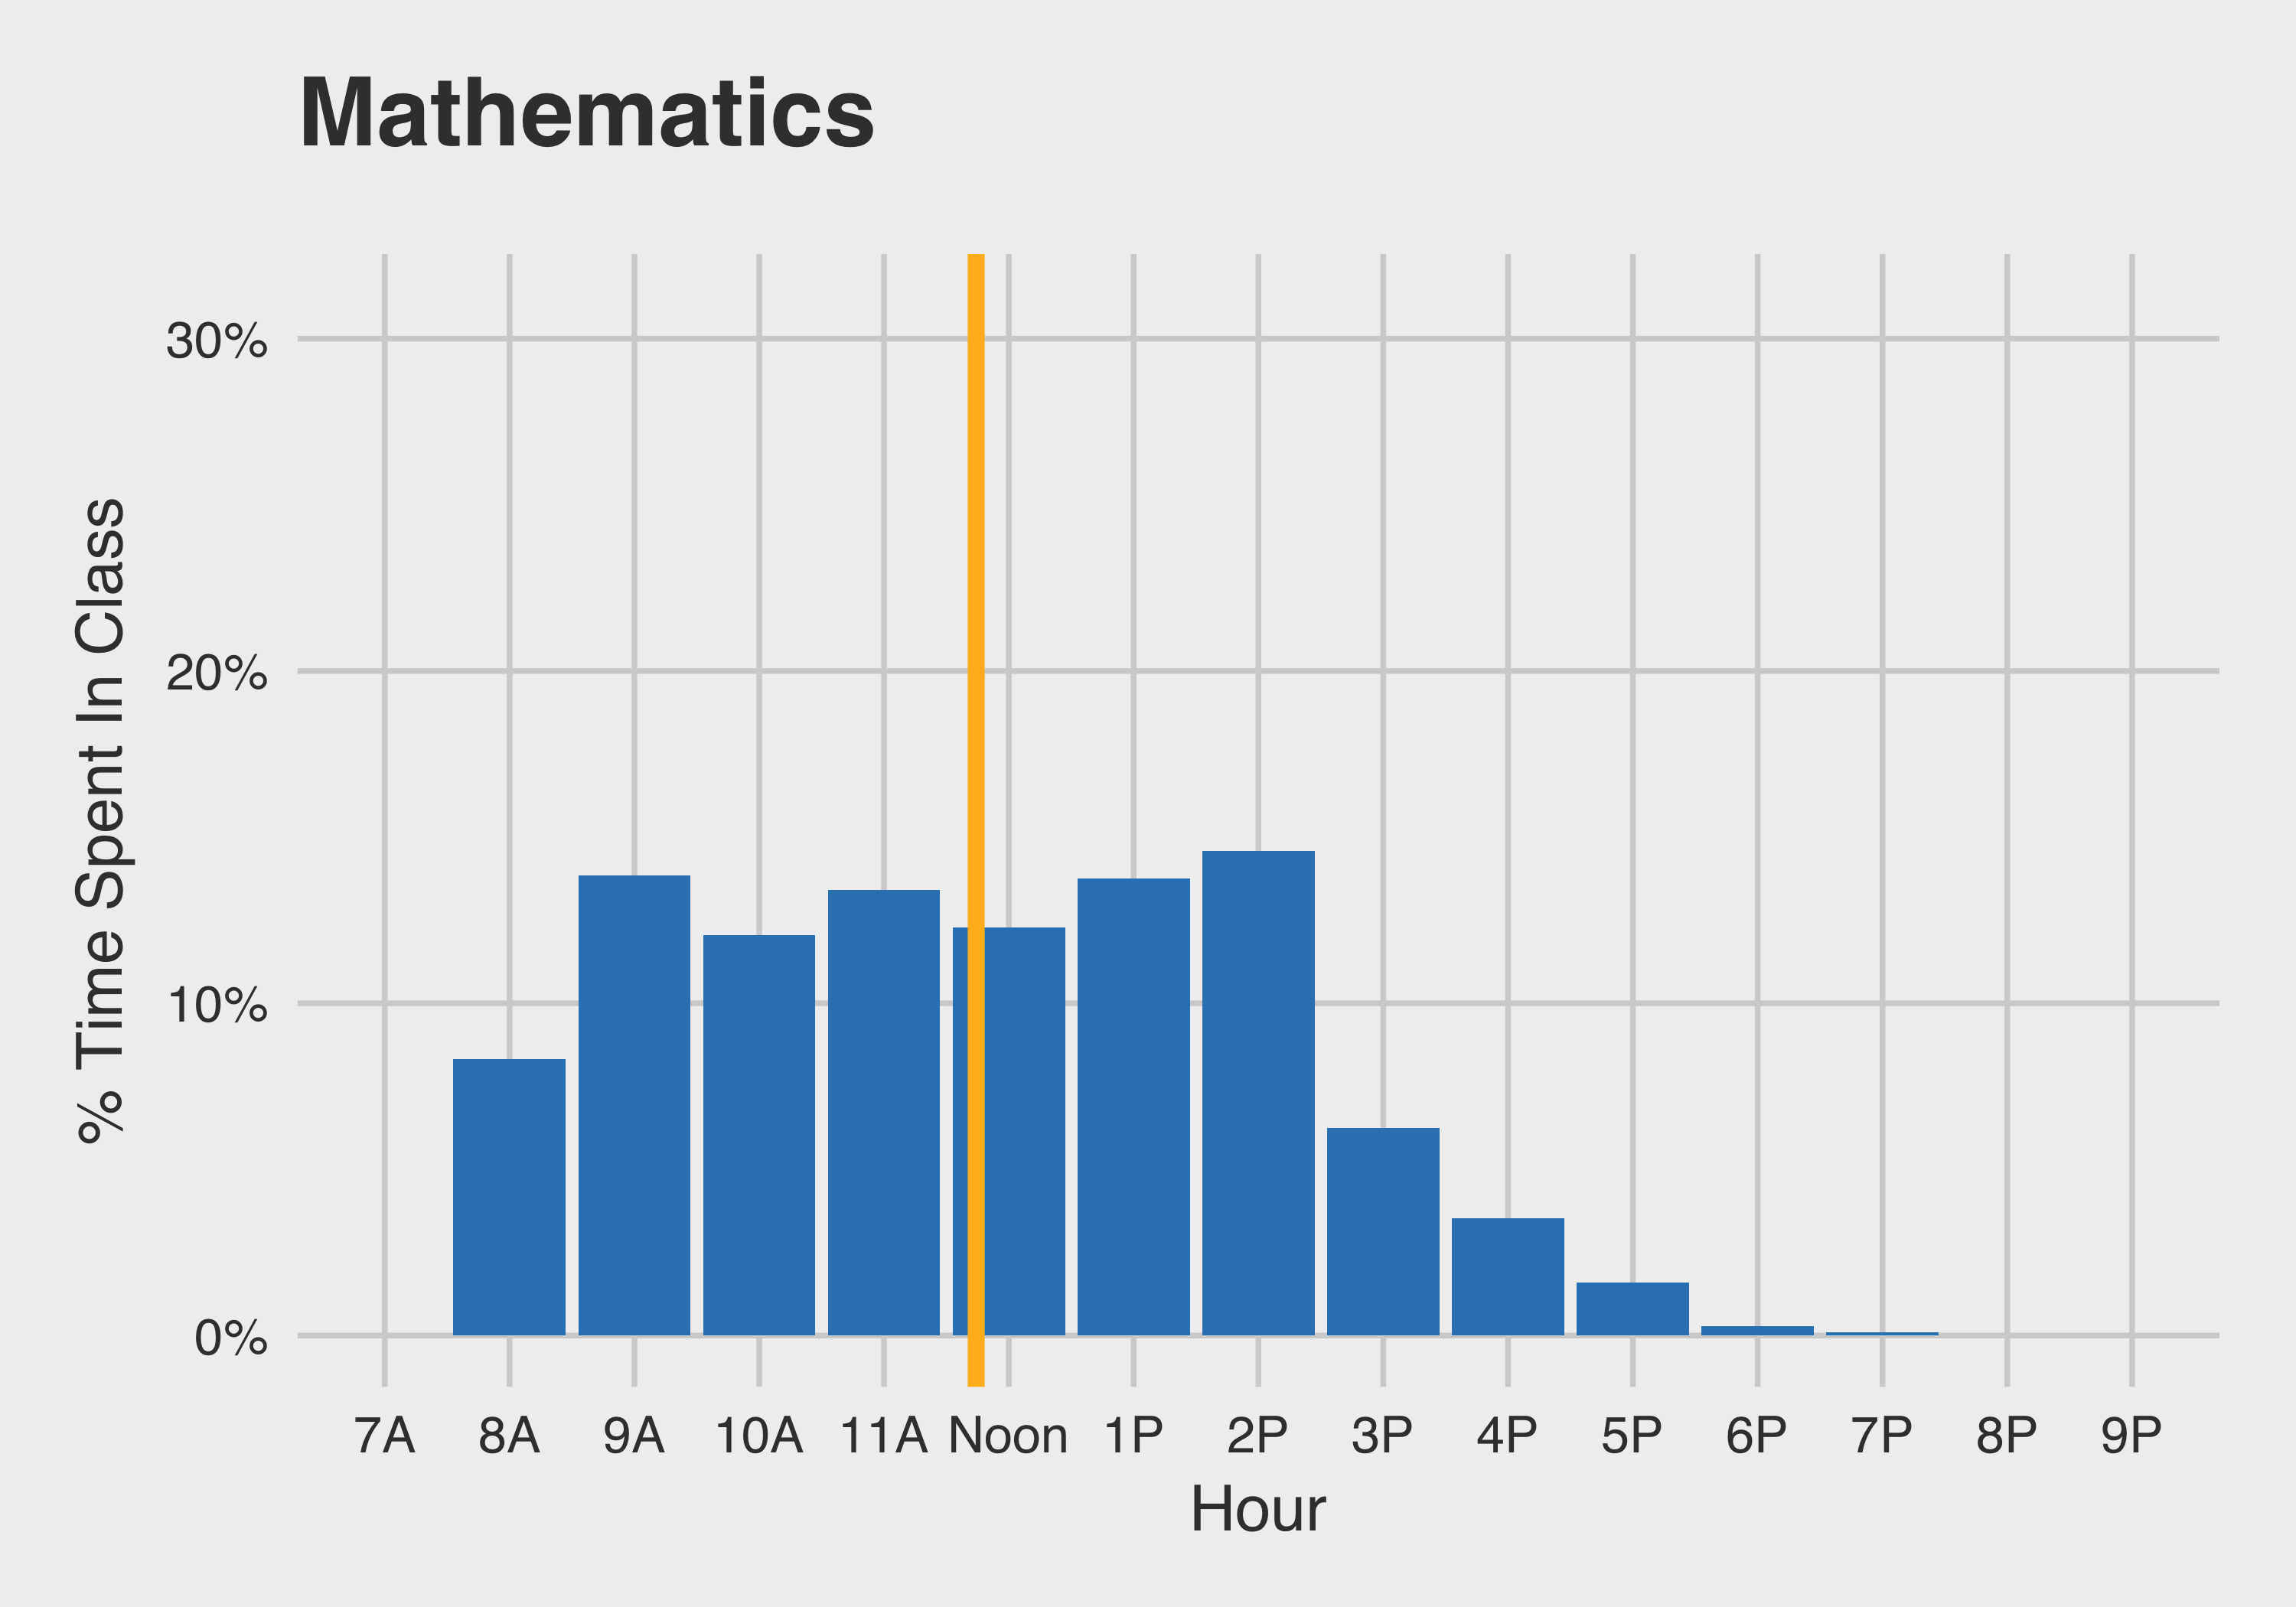 Mathematics
% Time Spent In Class
30%
20%
10%
0%
7A 8A 9A 10A 11A Noon 1P 2P 3P 4P 5P 6P 7P 8P 9P
Hour